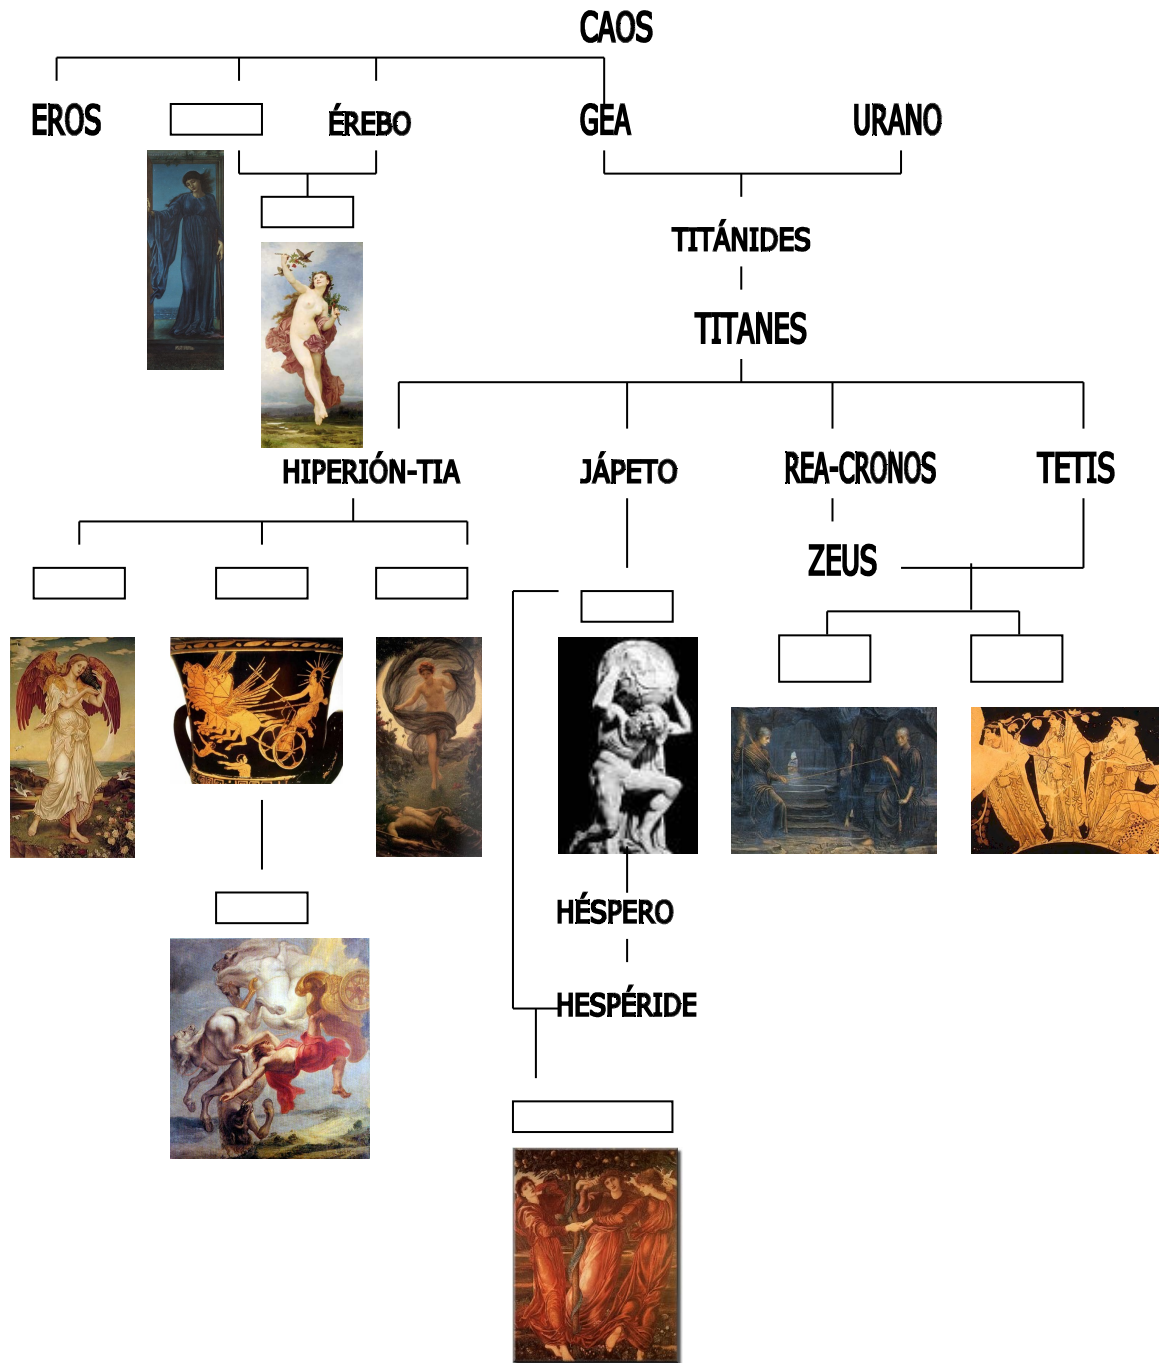 CAOS
EROS
ÉREBO
GEA
URANO
TITÁNIDES
TITANES
HIPERIÓN-TIA
JÁPETO
REA-CRONOS
TETIS
ZEUS
HÉSPERO
HESPÉRIDE